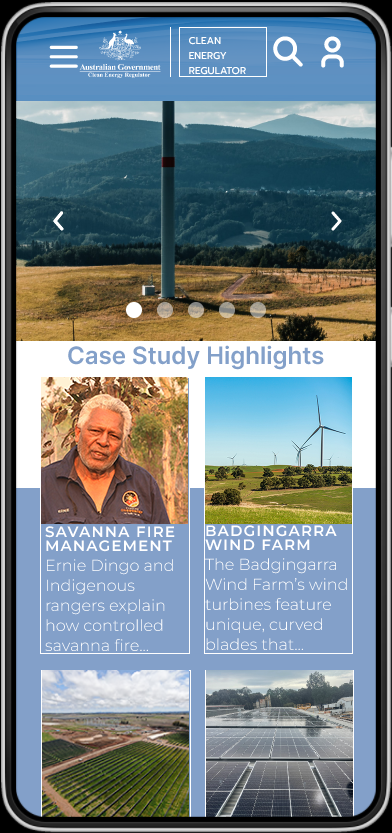 Australian Government
Clean Energy Regulator
CLEAN
ENERGY
REGULATOR
Case Study Highlights
SAVANNA FIRE
MANAGEMENT
Ernie Dingo and
Indigenous
rangers explain
how controlled
savanna fire...
BADGINGARRA
WIND FARM
The Badgingarra
Wind Farm’s wind
turbines feature
unique, curved
blades that...